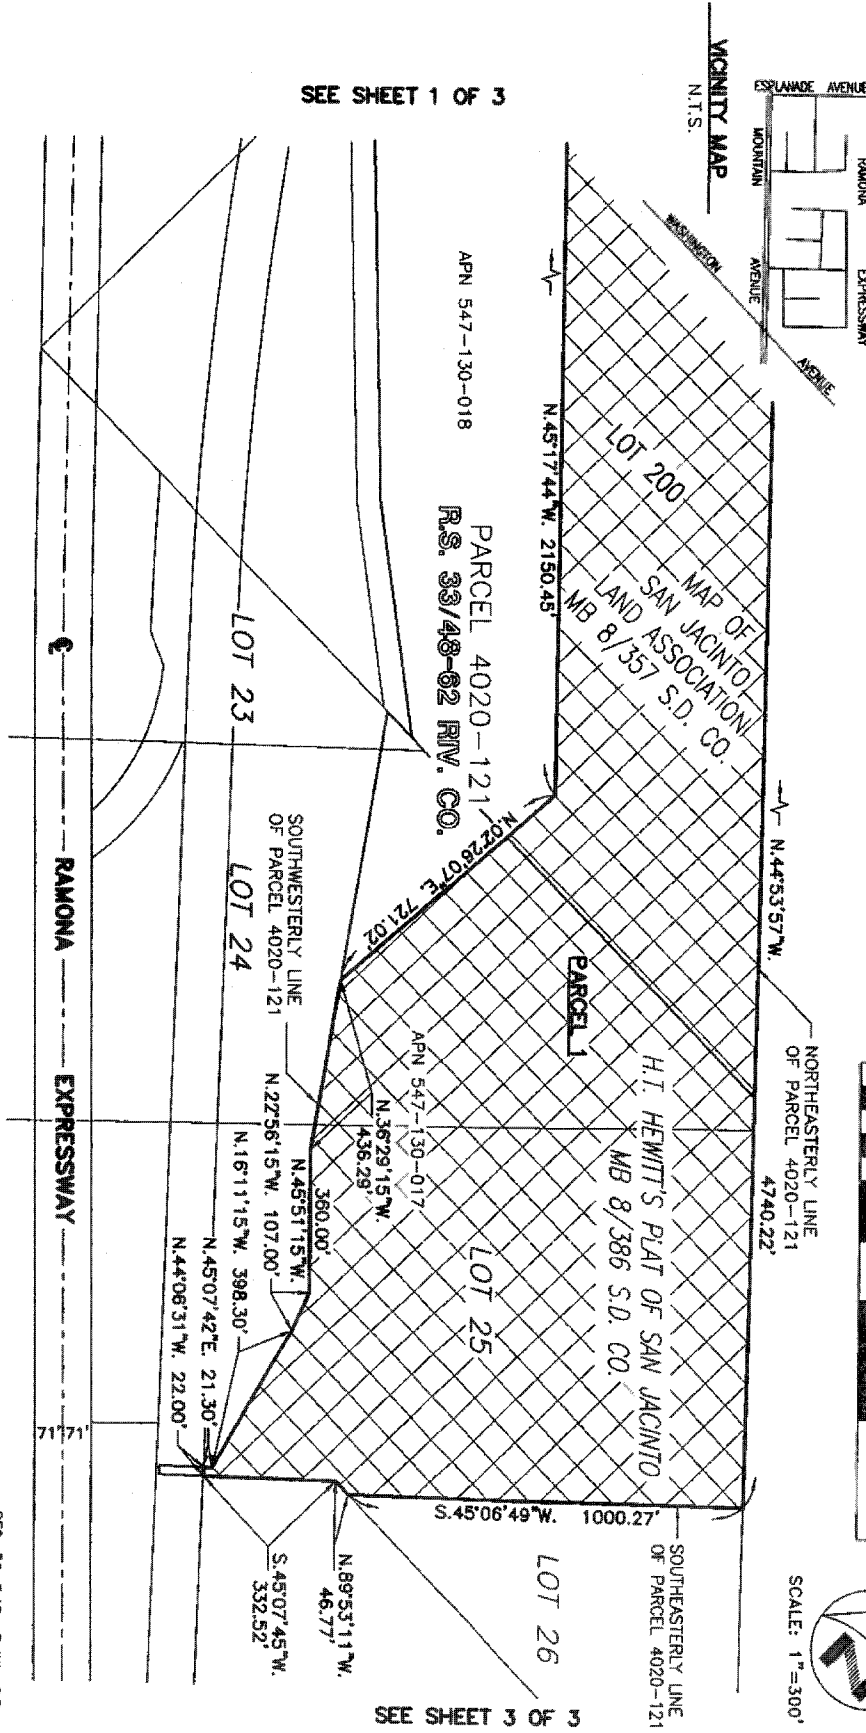 VICINITY MAP
N.T.S.
ESPLANADE AVENUE
RAMONA EXPRESSWAY
MOUNTAIN AVENUE
WASHINGTON AVENUE
SEE SHEET 1 OF 3
SCALE: 1"=300'
N.44°53'57"W. 4740.22'
NORTHEASTERLY LINE
OF PARCEL 4020-121
LOT 200
MAP OF
SAN JACINTO
LAND ASSOCIATION
MB 8/357 S.D. CO.
H.T. HEWITT'S PLAT OF SAN JACINTO
MB 8/386 S.D. CO.
PARCEL 1
N.45°17'44"W. 2150.45'
N.02°26'07"E. 721.02'
APN 547-130-018
PARCEL 4020-121
R.S. 33/48-62 RIV. CO.
APN 547-130-017
LOT 25
N.36°29'15"W.
436.29'
360.00'
N.45°51'15"W.
SOUTHWESTERLY LINE
OF PARCEL 4020-121
N.22°56'15"W. 107.00'
N.16°11'15"W. 398.30'
N.45°07'42"E. 21.30'
N.44°06'31"W. 22.00'
S.45°06'49"W. 1000.27'
SOUTHEASTERLY LINE
OF PARCEL 4020-121
LOT 26
N.89°53'11"W.
46.77'
S.45°07'45"W.
332.52'
LOT 23
LOT 24
71' 71'
RAMONA EXPRESSWAY
SEE SHEET 3 OF 3